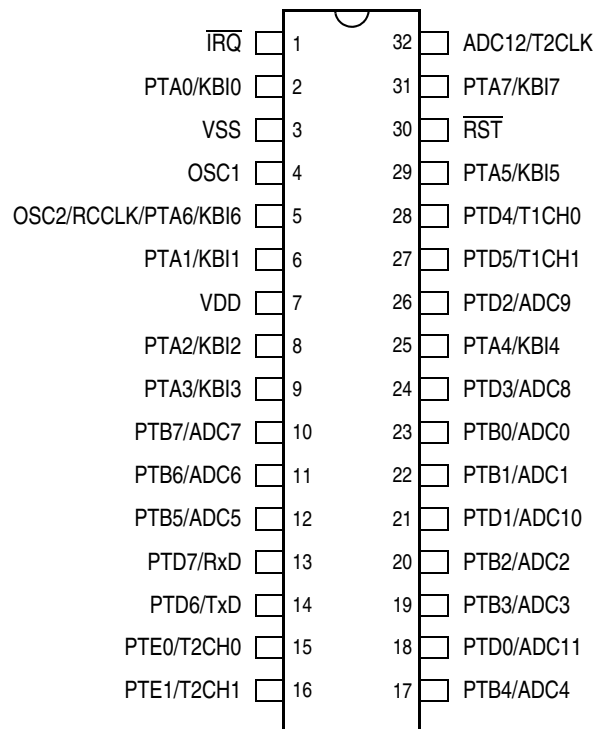 I̅R̅Q̅ 1 32 ADC12/T2CLK
PTA0/KBI0 2 31 PTA7/KBI7
VSS 3 30 R̅S̅T̅
OSC1 4 29 PTA5/KBI5
OSC2/RCCLK/PTA6/KBI6 5 28 PTD4/T1CH0
PTA1/KBI1 6 27 PTD5/T1CH1
VDD 7 26 PTD2/ADC9
PTA2/KBI2 8 25 PTA4/KBI4
PTA3/KBI3 9 24 PTD3/ADC8
PTB7/ADC7 10 23 PTB0/ADC0
PTB6/ADC6 11 22 PTB1/ADC1
PTB5/ADC5 12 21 PTD1/ADC10
PTD7/RxD 13 20 PTB2/ADC2
PTD6/TxD 14 19 PTB3/ADC3
PTE0/T2CH0 15 18 PTD0/ADC11
PTE1/T2CH1 16 17 PTB4/ADC4